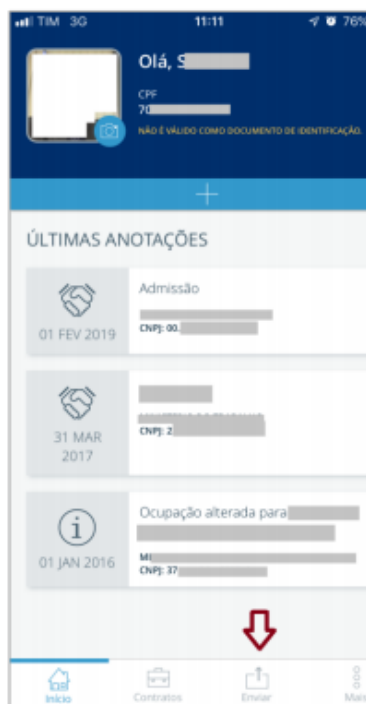 TIM 3G 11:11 76%
Olá, S
CPF
70
NÃO É VÁLIDO COMO DOCUMENTO DE IDENTIFICAÇÃO.
ÚLTIMAS ANOTAÇÕES
Admissão
CNPJ: 00.
01 FEV 2019
CNPJ: 2
31 MAR
2017
Ocupação alterada para
01 JAN 2016
MI
CNPJ: 37
Início Contratos Enviar Mais